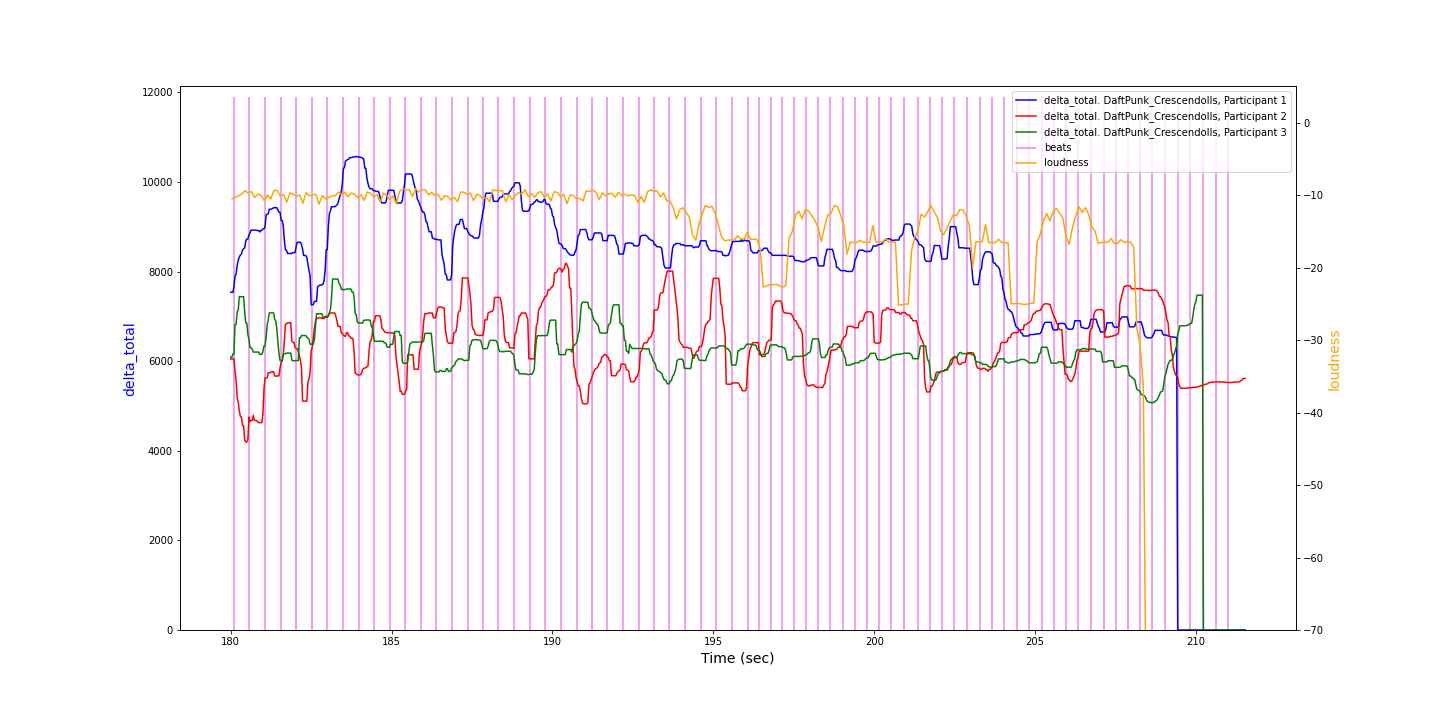 delta_total. DaftPunk_Crescendolls, Participant 1
delta_total. DaftPunk_Crescendolls, Participant 2
delta_total. DaftPunk_Crescendolls, Participant 3
beats
loudness
12000
10000
8000
6000
4000
2000
0
delta_total
0
−10
−20
−30
−40
−50
−60
−70
loudness
180
185
190
195
200
205
210
Time (sec)